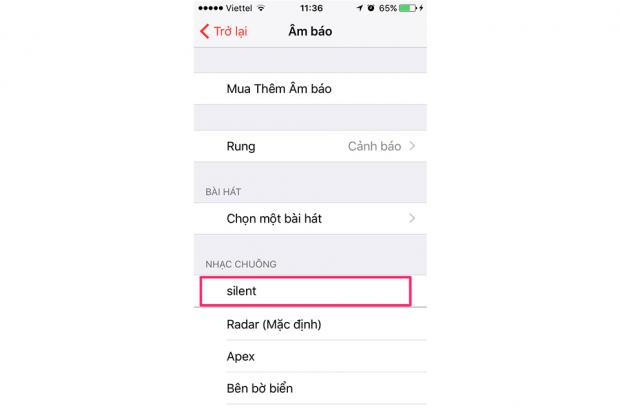 Viettel 11:36 65%
Trở lại Âm báo
Mua Thêm Âm báo
Rung Cảnh báo
BÀI HÁT
Chọn một bài hát
NHẠC CHUÔNG
silent
Radar (Mặc định)
Apex
Bên bờ biển